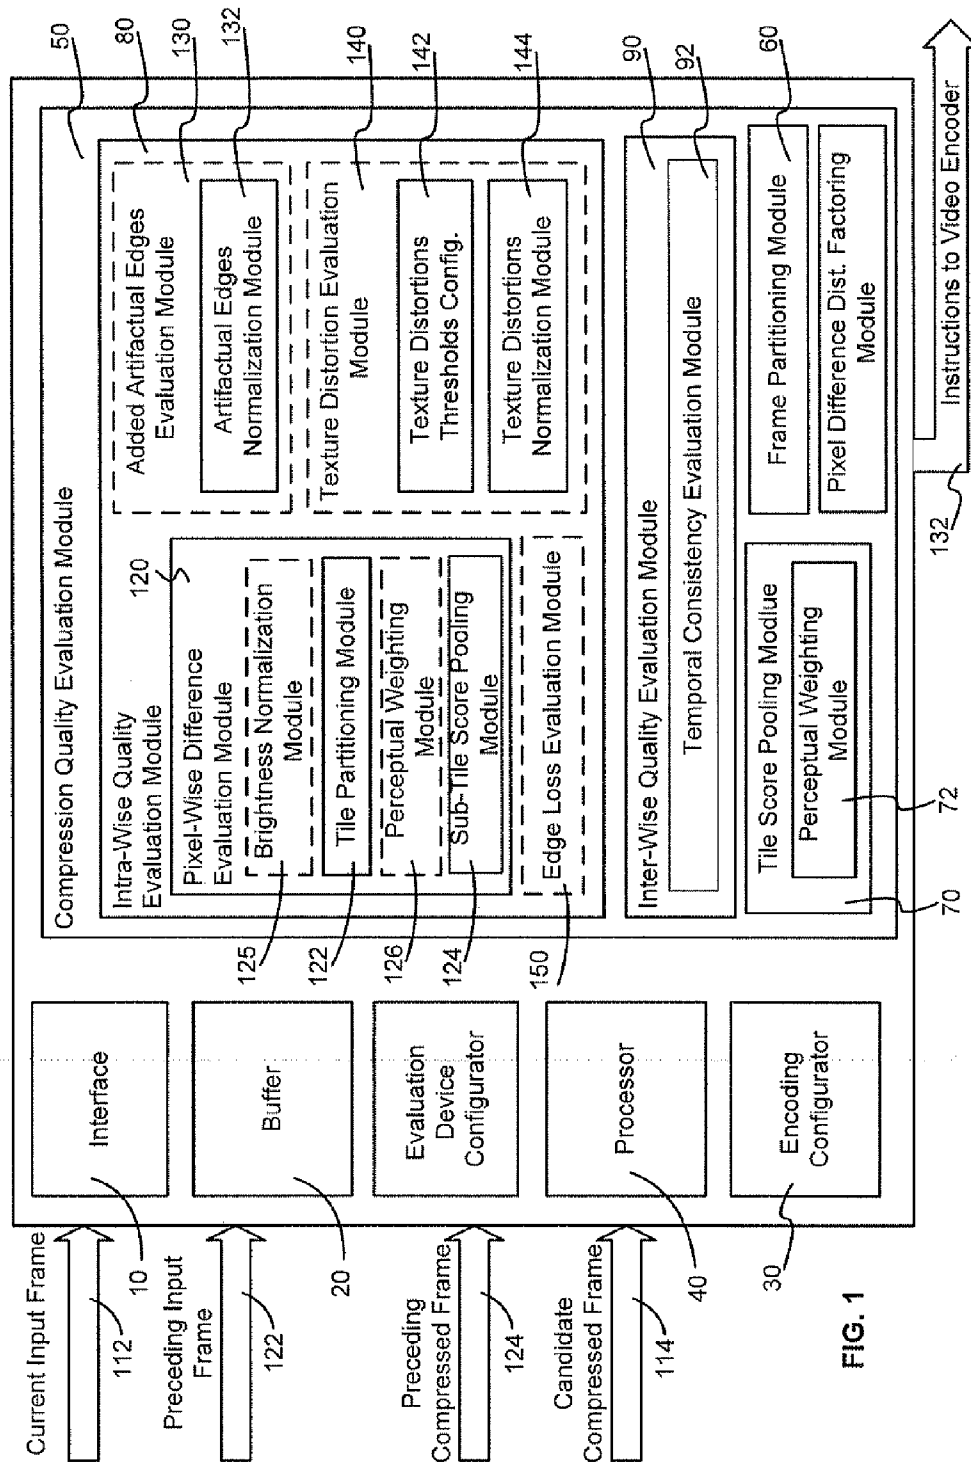 Current Input Frame
112
Preceding Input
Frame
122
Preceding
Compressed Frame
124
Candidate
Compressed Frame
114
Interface
10
Buffer
20
Evaluation
Device
Configurator
Processor
40
Encoding
Configurator
30
Compression Quality Evaluation Module
50
Intra-Wise Quality
Evaluation Module
80
120
Pixel-Wise Difference
Evaluation Module
Brightness Normalization
Module
125
Tile Partitioning Module
122
Perceptual Weighting
Module
126
Sub-Tile Score Pooling
Module
124
Edge Loss Evaluation Module
150
Added Artifactual Edges
Evaluation Module
130
Artifactual Edges
Normalization Module
132
Texture Distortion Evaluation
Module
140
Texture Distortions
Thresholds Config.
142
Texture Distortions
Normalization Module
144
Inter-Wise Quality Evaluation Module
90
Temporal Consistency Evaluation Module
92
Tile Score Pooling Modlue
70
Perceptual Weighting
Module
72
Frame Partitioning Module
60
Pixel Difference Dist. Factoring
Module
Instructions to Video Encoder
132
FIG. 1